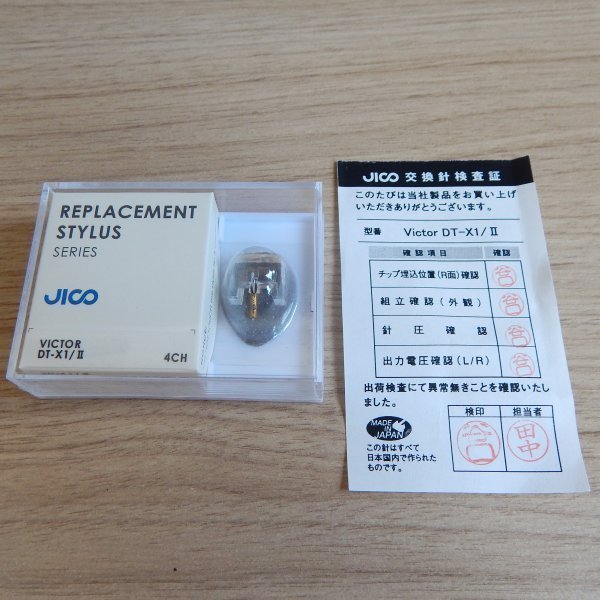 REPLACEMENT
STYLUS
SERIES
JICO
VICTOR
DT-X1/Ⅱ
4CH
JICO 交換針検査証
このたびは当社製品をお買い上げ
いただきありがとうございます。
型番 Victor DT-X1/Ⅱ
確認項目 確認
チップ埋込位置(R面)確認 合
組立確認(外観) 合
針圧確認 合
出力電圧確認(L/R) 合
出荷検査にて異常無きことを確認いたし
ました。
MADE
IN
JAPAN
この針はすべて
日本国内で作られた
ものです。
検印 担当者
田中